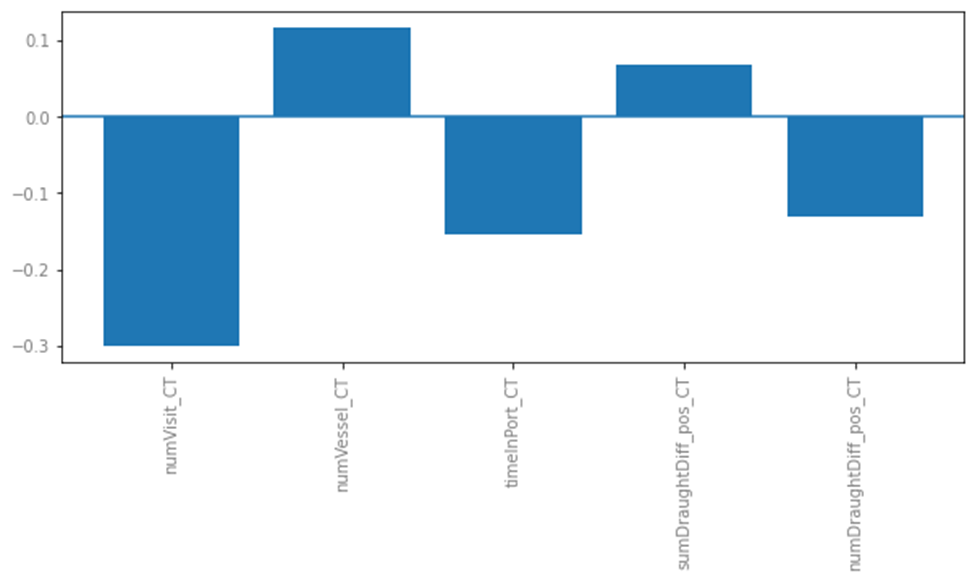 0.1
0.0
−0.1
−0.2
−0.3
numVisit_CT
numVessel_CT
timeInPort_CT
sumDraughtDiff_pos_CT
numDraughtDiff_pos_CT